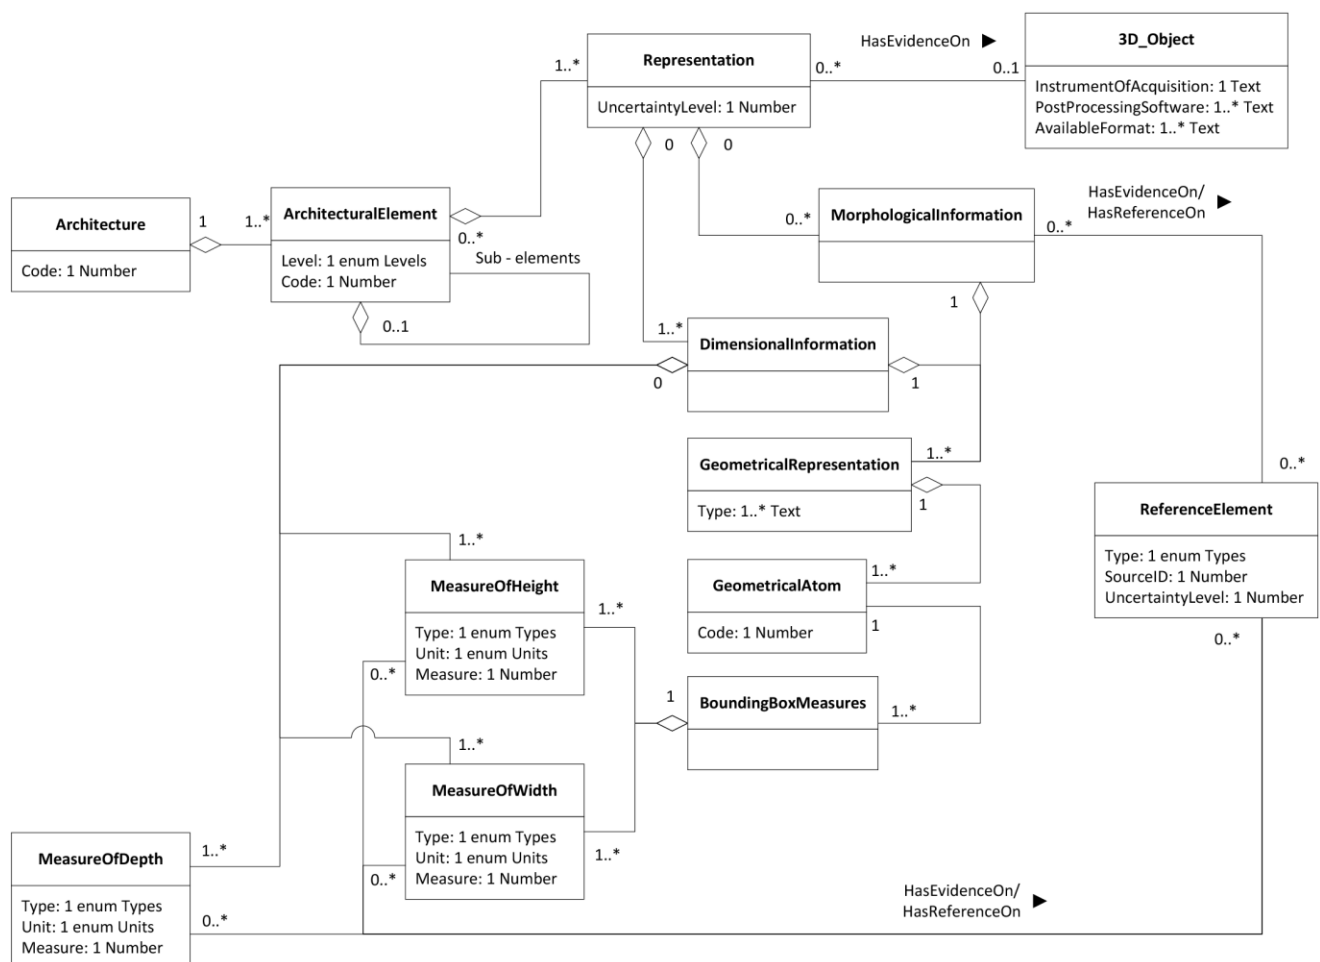 HasEvidenceOn ►
Representation
UncertaintyLevel: 1 Number
1..*
0..*
0..1
3D_Object
InstrumentOfAcquisition: 1 Text
PostProcessingSoftware: 1..* Text
AvailableFormat: 1..* Text
0
0
Architecture
Code: 1 Number
1
1..*
ArchitecturalElement
Level: 1 enum Levels
Code: 1 Number
0..*
Sub - elements
0..1
MorphologicalInformation
0..*
0..*
1
HasEvidenceOn/
HasReferenceOn ►
1..*
DimensionalInformation
0
1
GeometricalRepresentation
Type: 1..* Text
1..*
1
0..*
ReferenceElement
Type: 1 enum Types
SourceID: 1 Number
UncertaintyLevel: 1 Number
0..*
1..*
MeasureOfHeight
Type: 1 enum Types
Unit: 1 enum Units
Measure: 1 Number
1..*
0..*
GeometricalAtom
Code: 1 Number
1..*
1
BoundingBoxMeasures
1
1..*
1..*
MeasureOfWidth
Type: 1 enum Types
Unit: 1 enum Units
Measure: 1 Number
1..*
0..*
MeasureOfDepth
Type: 1 enum Types
Unit: 1 enum Units
Measure: 1 Number
1..*
0..*
HasEvidenceOn/
HasReferenceOn ►